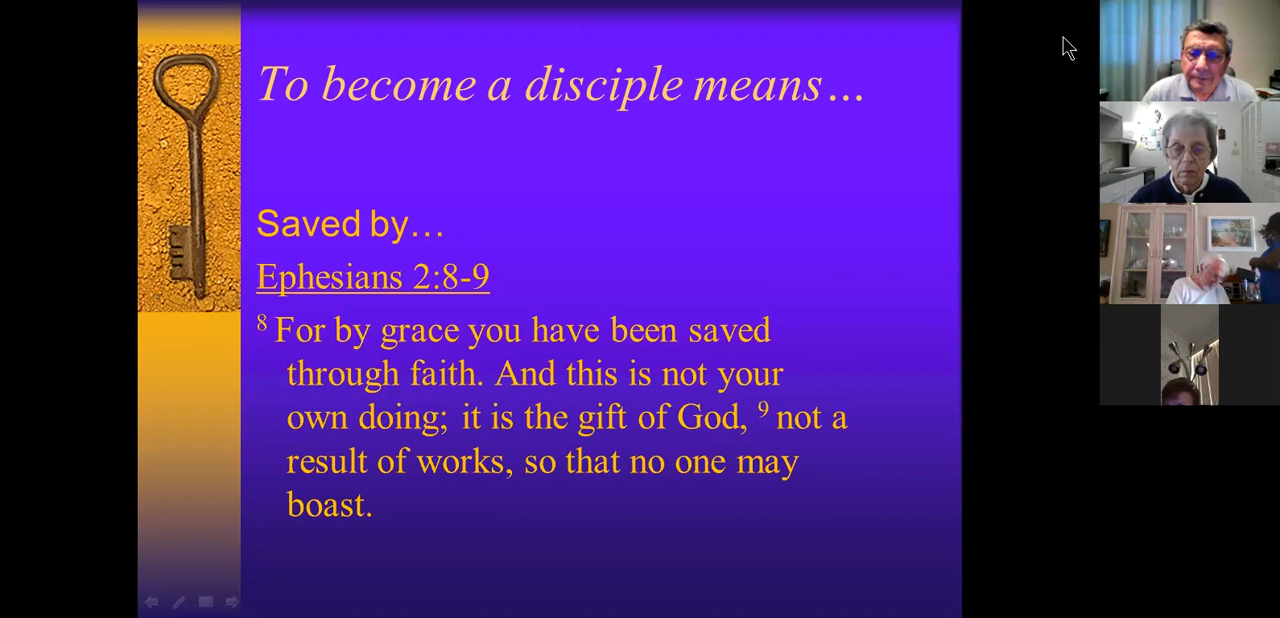 To become a disciple means…
Saved by…
Ephesians 2:8-9
8 For by grace you have been saved
through faith. And this is not your
own doing; it is the gift of God, 9 not a
result of works, so that no one may
boast.